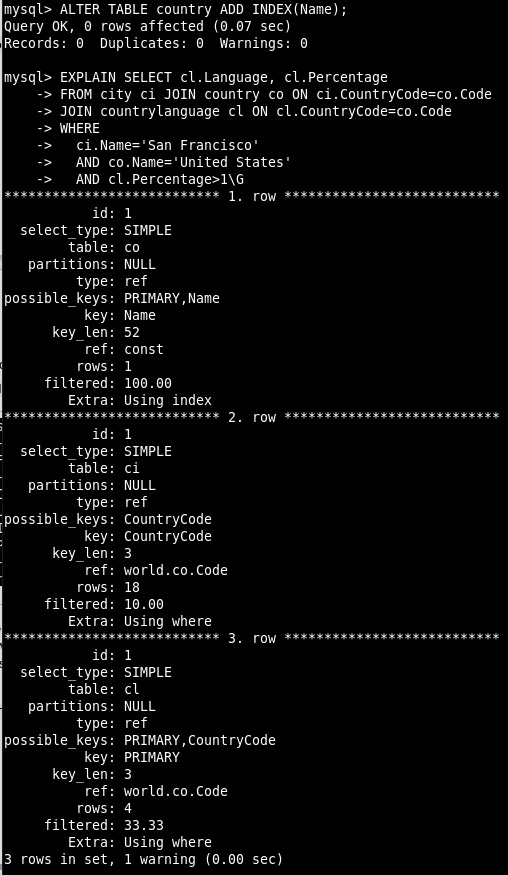 mysql> ALTER TABLE country ADD INDEX(Name);
Query OK, 0 rows affected (0.07 sec)
Records: 0  Duplicates: 0  Warnings: 0

mysql> EXPLAIN SELECT cl.Language, cl.Percentage
    -> FROM city ci JOIN country co ON ci.CountryCode=co.Code
    -> JOIN countrylanguage cl ON cl.CountryCode=co.Code
    -> WHERE
    ->   ci.Name='San Francisco'
    ->   AND co.Name='United States'
    ->   AND cl.Percentage>1\G
*************************** 1. row ***************************
           id: 1
  select_type: SIMPLE
        table: co
   partitions: NULL
         type: ref
possible_keys: PRIMARY,Name
          key: Name
      key_len: 52
          ref: const
         rows: 1
     filtered: 100.00
        Extra: Using index
*************************** 2. row ***************************
           id: 1
  select_type: SIMPLE
        table: ci
   partitions: NULL
         type: ref
possible_keys: CountryCode
          key: CountryCode
      key_len: 3
          ref: world.co.Code
         rows: 18
     filtered: 10.00
        Extra: Using where
*************************** 3. row ***************************
           id: 1
  select_type: SIMPLE
        table: cl
   partitions: NULL
         type: ref
possible_keys: PRIMARY,CountryCode
          key: PRIMARY
      key_len: 3
          ref: world.co.Code
         rows: 4
     filtered: 33.33
        Extra: Using where
3 rows in set, 1 warning (0.00 sec)